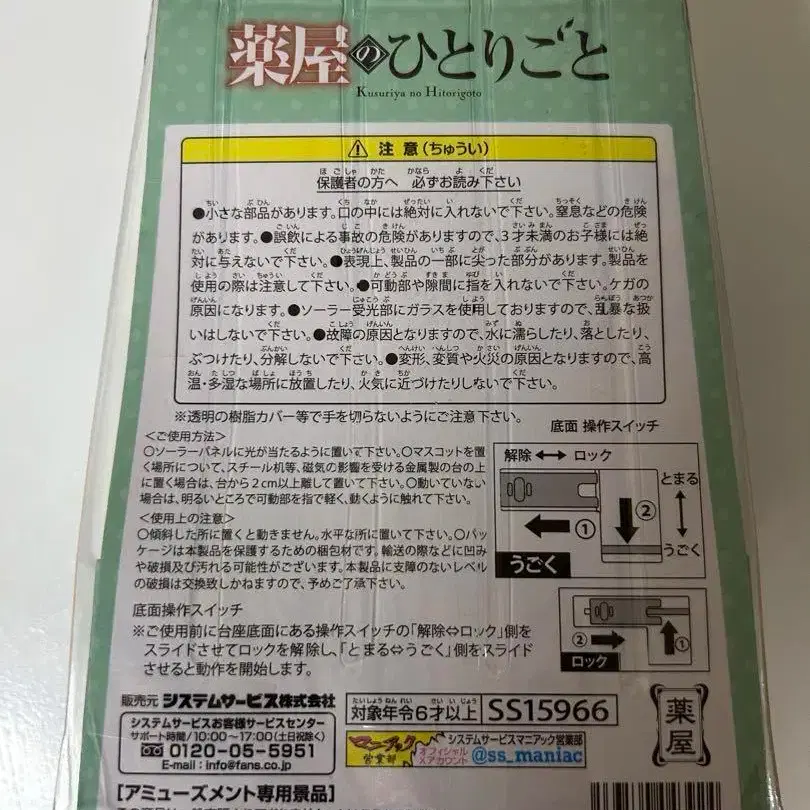 薬屋のひとりごと
Kusuriya no Hitorigoto
注意(ちゅうい)
保護者の方へ 必ずお読み下さい
●小さな部品があります。口の中には絶対に入れないで下さい。窒息などの危険
があります。●誤飲による事故の危険がありますので、3才未満のお子様には絶
対に与えないで下さい。●表現上、製品の一部に尖った部分があります。製品を
使用の際は注意して下さい。●可動部や隙間に指を入れないで下さい。ケガの
原因になります。●ソーラー受光部にガラスを使用しておりますので、乱暴な扱
いはしないで下さい。●故障の原因となりますので、水に濡らしたり、落としたり、
ぶつけたり、分解しないで下さい。●変形、変質や火災の原因となりますので、高
温・多湿な場所に放置したり、火気に近づけたりしないで下さい。
※透明の樹脂カバー等で手を切らないようにご注意下さい。
<ご使用方法>
○ソーラーパネルに光が当たるように置いて下さい。○マスコットを置
く場所について、スチール机等、磁気の影響を受ける金属製の台の上
に置く場合は、台から2cm以上離して置いて下さい。○動いていない
場合は、明るいところで可動部を指で軽く、動くように触れて下さい。
<使用上の注意>
○傾斜した所に置くと動きません。水平な所に置いて下さい。○パッ
ケージは本製品を保護するための梱包材です。輸送の際などに凹み
や破損及び汚れる可能性がございます。本製品に支障のないレベル
の破損は交換致しかねますので、予めご了承下さい。
底面操作スイッチ
※ご使用前に台座底面にある操作スイッチの「解除⇔ロック」側を
スライドさせてロックを解除し、「とまる⇔うごく」側をスライド
させると動作を開始します。
底面 操作スイッチ
解除 ⟷ ロック
とまる
②
①
うごく
うごく
②
①
ロック
販売元 システムサービス株式会社
システムサービスお客様サービスセンター
サポート時間/10:00~17:00(土日祝除く)
0120-05-5951
E-mail:info@fans.co.jp
対象年令6才以上
SS15966
マニアック
営業部
オフィシャル
Xアカウント
システムサービスマニアック営業部
@ss_maniac
薬屋
[アミューズメント専用景品]